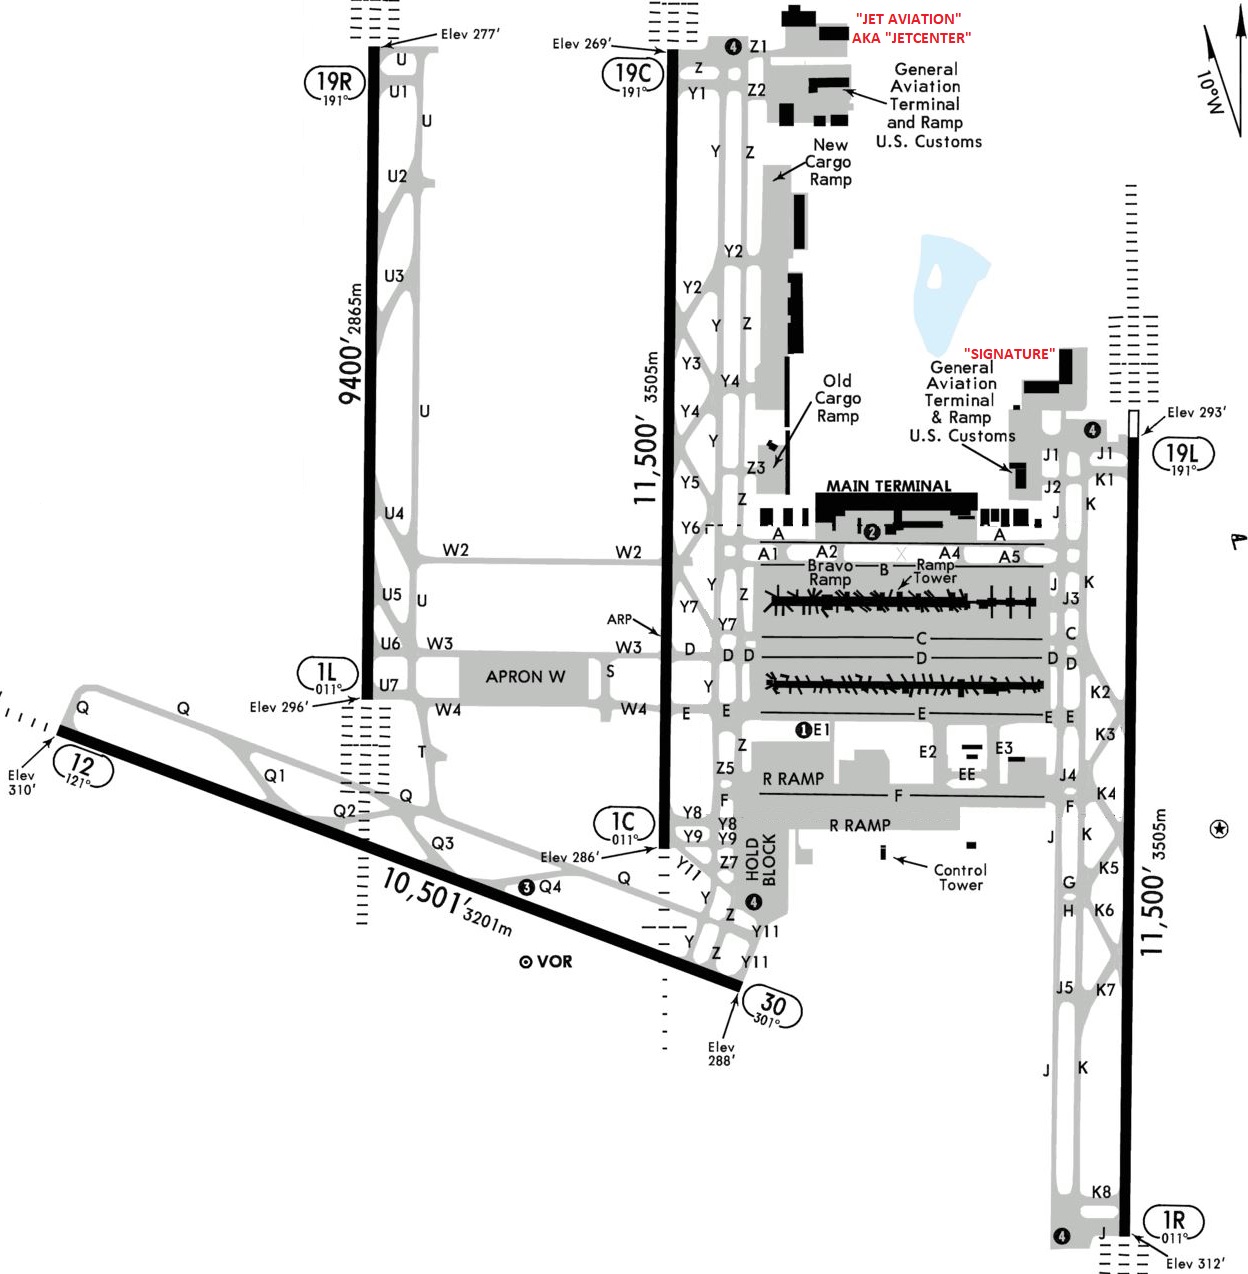 "JET AVIATION"
AKA "JETCENTER"
Elev 277'
Elev 269'
4
Z1
U
19R
191°
U1
19C
191°
Z
Y1
Z2
General
Aviation
Terminal
and Ramp
U.S. Customs
10°W
U
Y
Z
New
Cargo
Ramp
U2
Y2
U3
Y2
9400' 2865m
Y
Z
"SIGNATURE"
General
Aviation
Terminal
& Ramp
U.S. Customs
11,500' 3505m
Y3
Y4
Old
Cargo
Ramp
U
Y4
Elev 293'
4
Y
J1
J1
19L
191°
Z3
Y5
K1
J2
MAIN TERMINAL
Z
K
J
U4
Y6
2
A
A
W2
W2
A1
A2
X
A4
A5
Bravo
Ramp
B
Ramp
Tower
Y
Z
J
K
U5
U
Y7
J3
ARP
Y7
C
C
U6
W3
W3
D
D
D
D
D
D
1L
011°
U7
APRON W
S
Y
K2
Elev 296'
W4
W4
E
E
E
E
E
Q
Q
1
E1
K3
12
121°
Elev
310'
T
Z
E2
E3
Q1
Z5
R RAMP
EE
J4
Q
F
F
F
K4
Q2
Y8
Y8
R RAMP
1C
011°
Y9
Y9
J
K
Q3
HOLD
BLOCK
Elev 286'
Y11
Z7
Control
Tower
K5
10,501' 3201m
3
Q4
Q
Y
4
G
H
K6
11,500' 3505m
Z
Y11
Y
Z
Y11
VOR
J5
K7
30
301°
Elev
288'
J
K
K8
4
J
1R
011°
Elev 312'